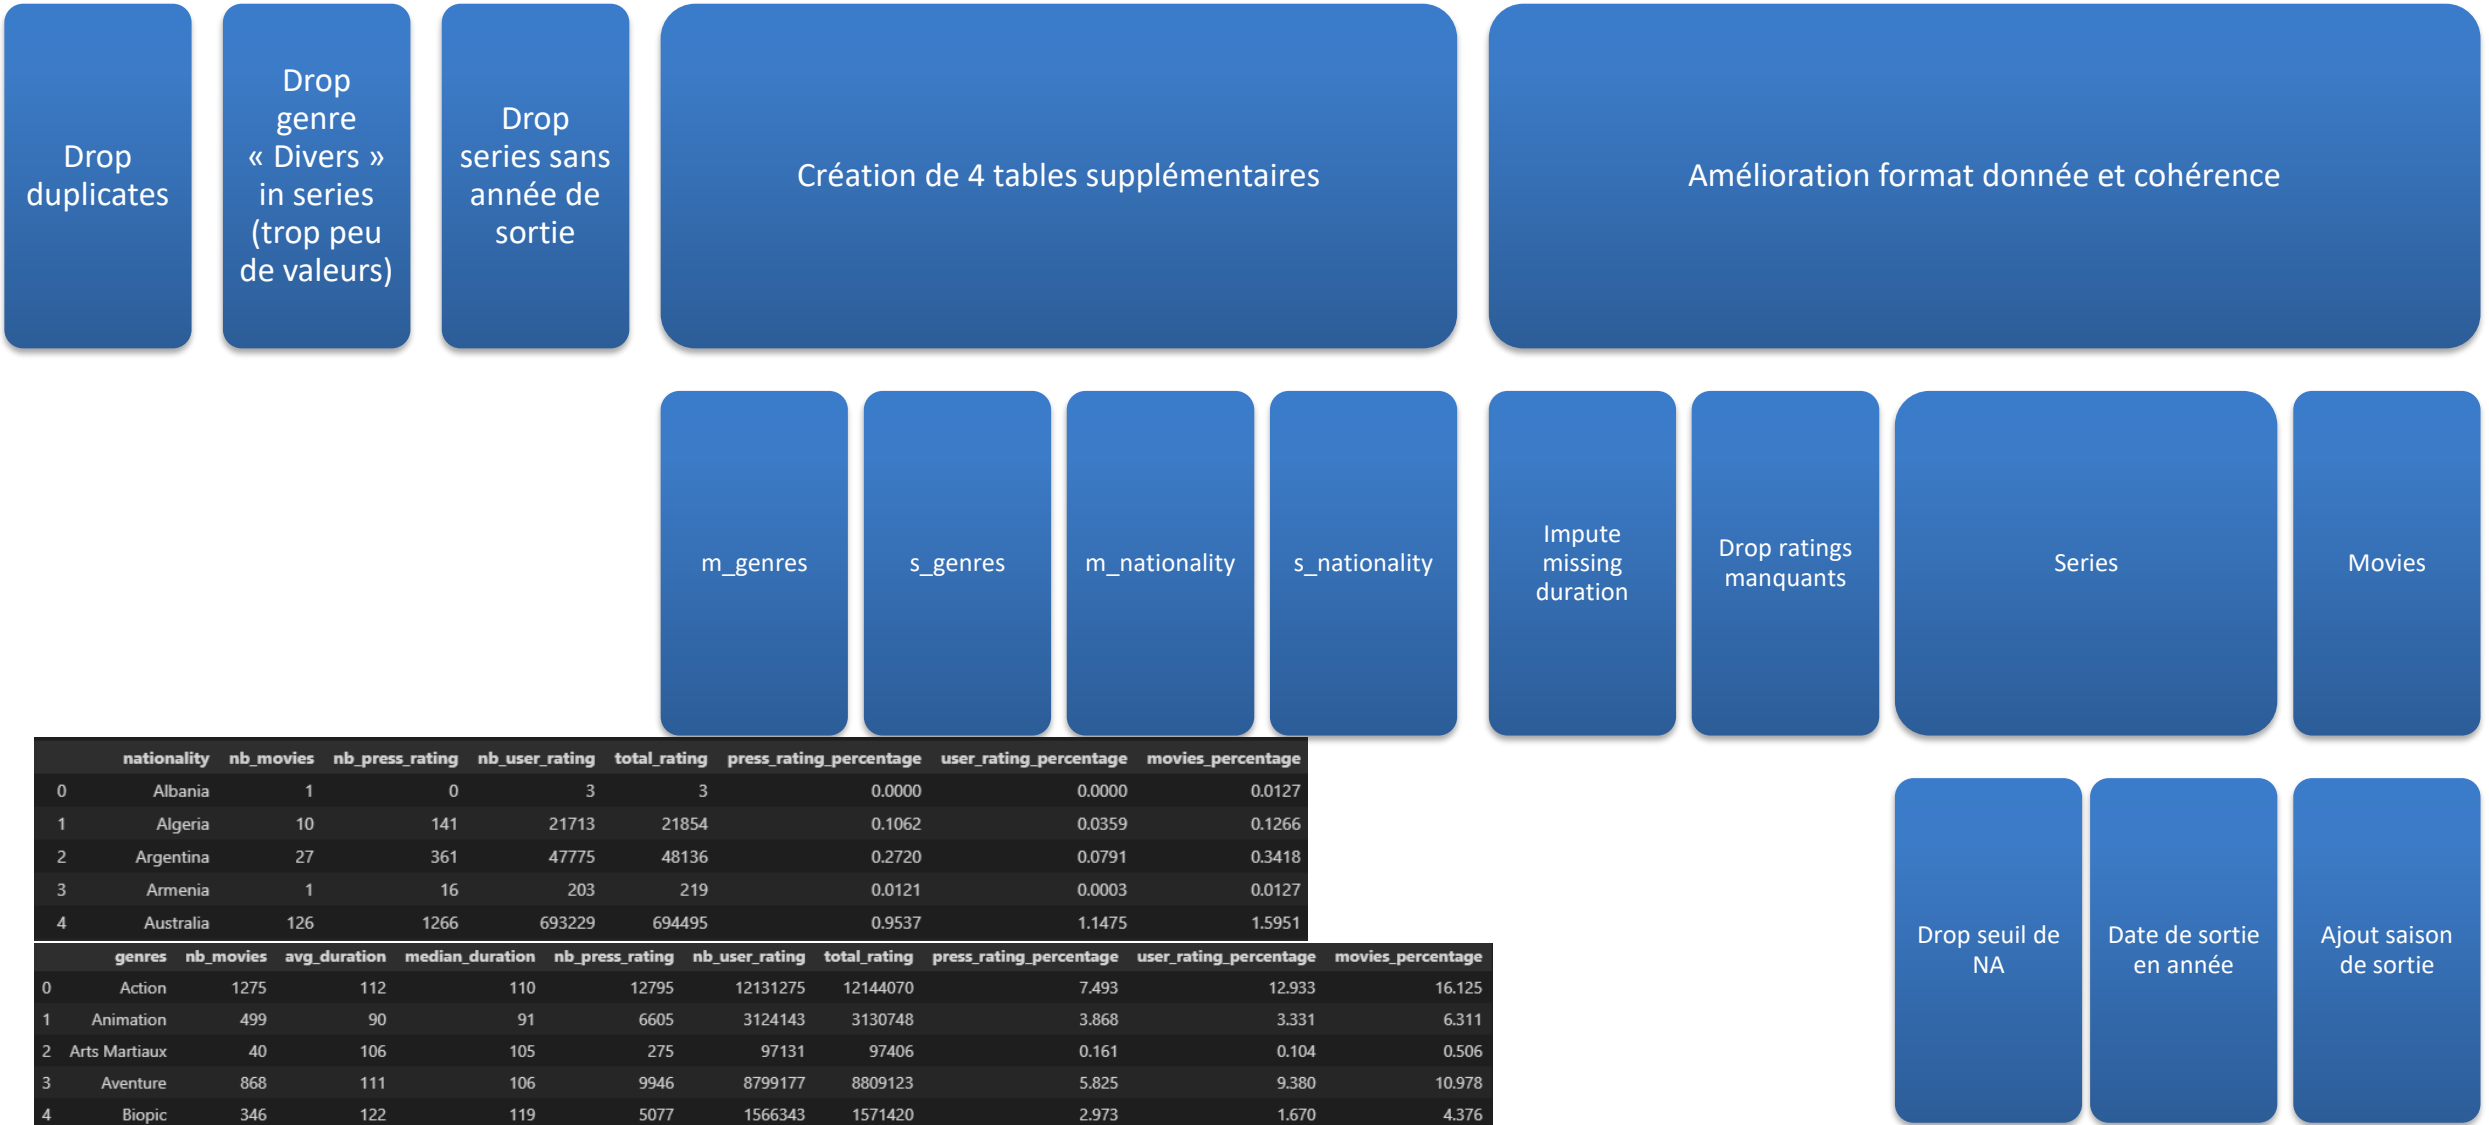 Drop
duplicates
Drop
genre
« Divers »
in series
(trop peu
de valeurs)
Drop
series sans
année de
sortie
Création de 4 tables supplémentaires
Amélioration format donnée et cohérence
m_genres
s_genres
m_nationality
s_nationality
Impute
missing
duration
Drop ratings
manquants
Series
Movies
nationality nb_movies nb_press_rating nb_user_rating total_rating press_rating_percentage user_rating_percentage movies_percentage
0 Albania 1 0 3 3 0.0000 0.0000 0.0127
1 Algeria 10 141 21713 21854 0.1062 0.0359 0.1266
2 Argentina 27 361 47775 48136 0.2720 0.0791 0.3418
3 Armenia 1 16 203 219 0.0121 0.0003 0.0127
4 Australia 126 1266 693229 694495 0.9537 1.1475 1.5951
genres nb_movies avg_duration median_duration nb_press_rating nb_user_rating total_rating press_rating_percentage user_rating_percentage movies_percentage
0 Action 1275 112 110 12795 12131275 12144070 7.493 12.933 16.125
1 Animation 499 90 91 6605 3124143 3130748 3.868 3.331 6.311
2 Arts Martiaux 40 106 105 275 97131 97406 0.161 0.104 0.506
3 Aventure 868 111 106 9946 8799177 8809123 5.825 9.380 10.978
4 Biopic 346 122 119 5077 1566343 1571420 2.973 1.670 4.376
Drop seuil de
NA
Date de sortie
en année
Ajout saison
de sortie